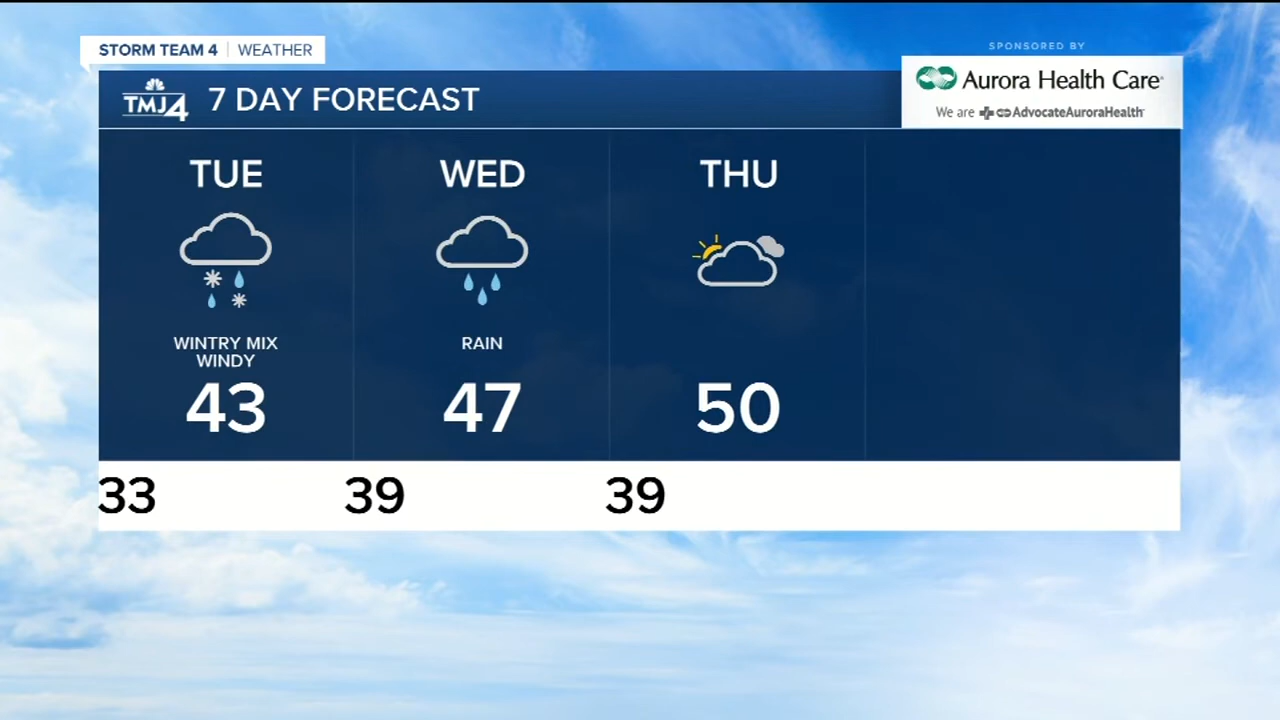 STORM TEAM 4 | WEATHER
SPONSORED BY
Aurora Health Care®
We are AdvocateAuroraHealth™
TMJ4 7 DAY FORECAST
TUE WED THU
WINTRY MIX RAIN
WINDY
43 47 50
33 39 39